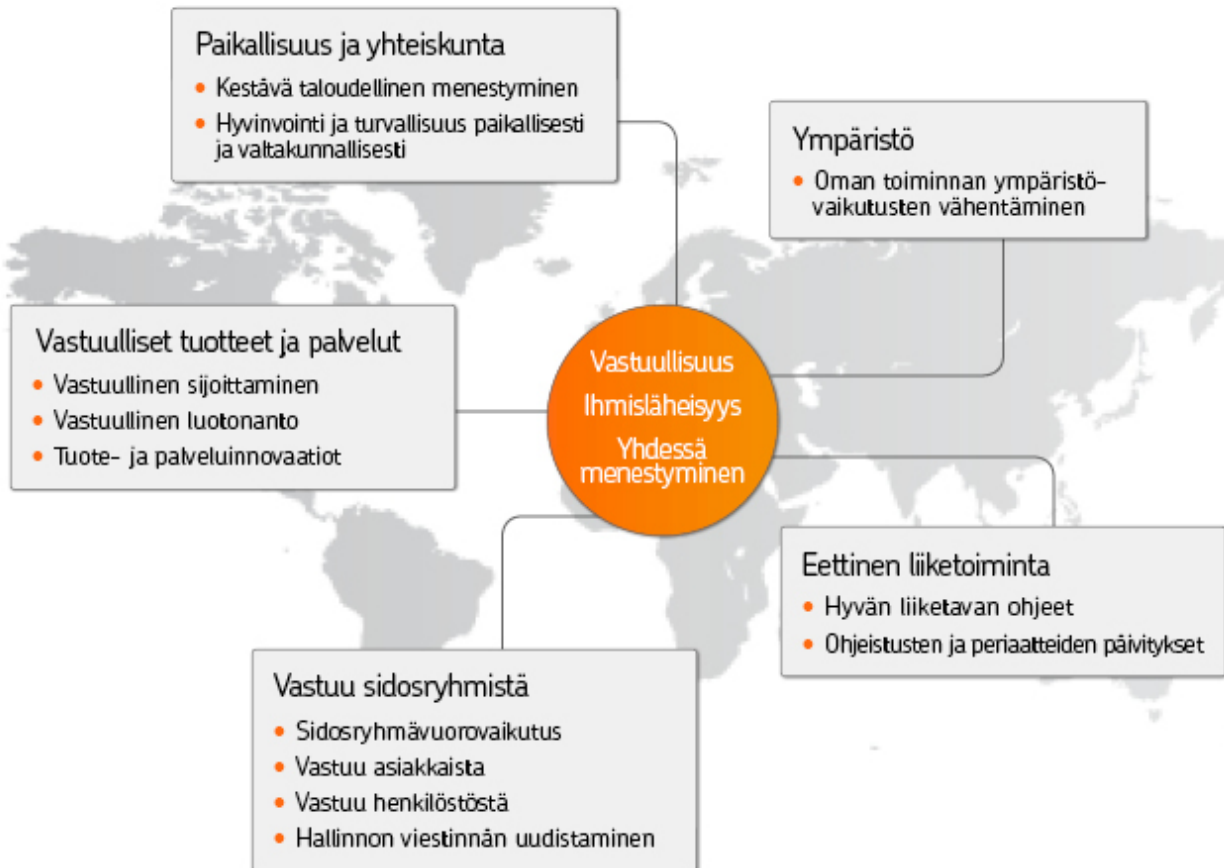 Paikallisuus ja yhteiskunta
Kestävä taloudellinen menestyminen
Hyvinvointi ja turvallisuus paikallisesti
ja valtakunnallisesti
Ympäristö
Oman toiminnan ympäristö-
vaikutusten vähentäminen
Vastuulliset tuotteet ja palvelut
Vastuullinen sijoittaminen
Vastuullinen luotonanto
Tuote- ja palveluinnovaatiot
Vastuullisuus
Ihmisläheisyys
Yhdessä
menestyminen
Eettinen liiketoiminta
Hyvän liiketavan ohjeet
Ohjeistusten ja periaatteiden päivitykset
Vastuu sidosryhmistä
Sidosryhmävuorovaikutus
Vastuu asiakkaista
Vastuu henkilöstöstä
Hallinnon viestinnän uudistaminen